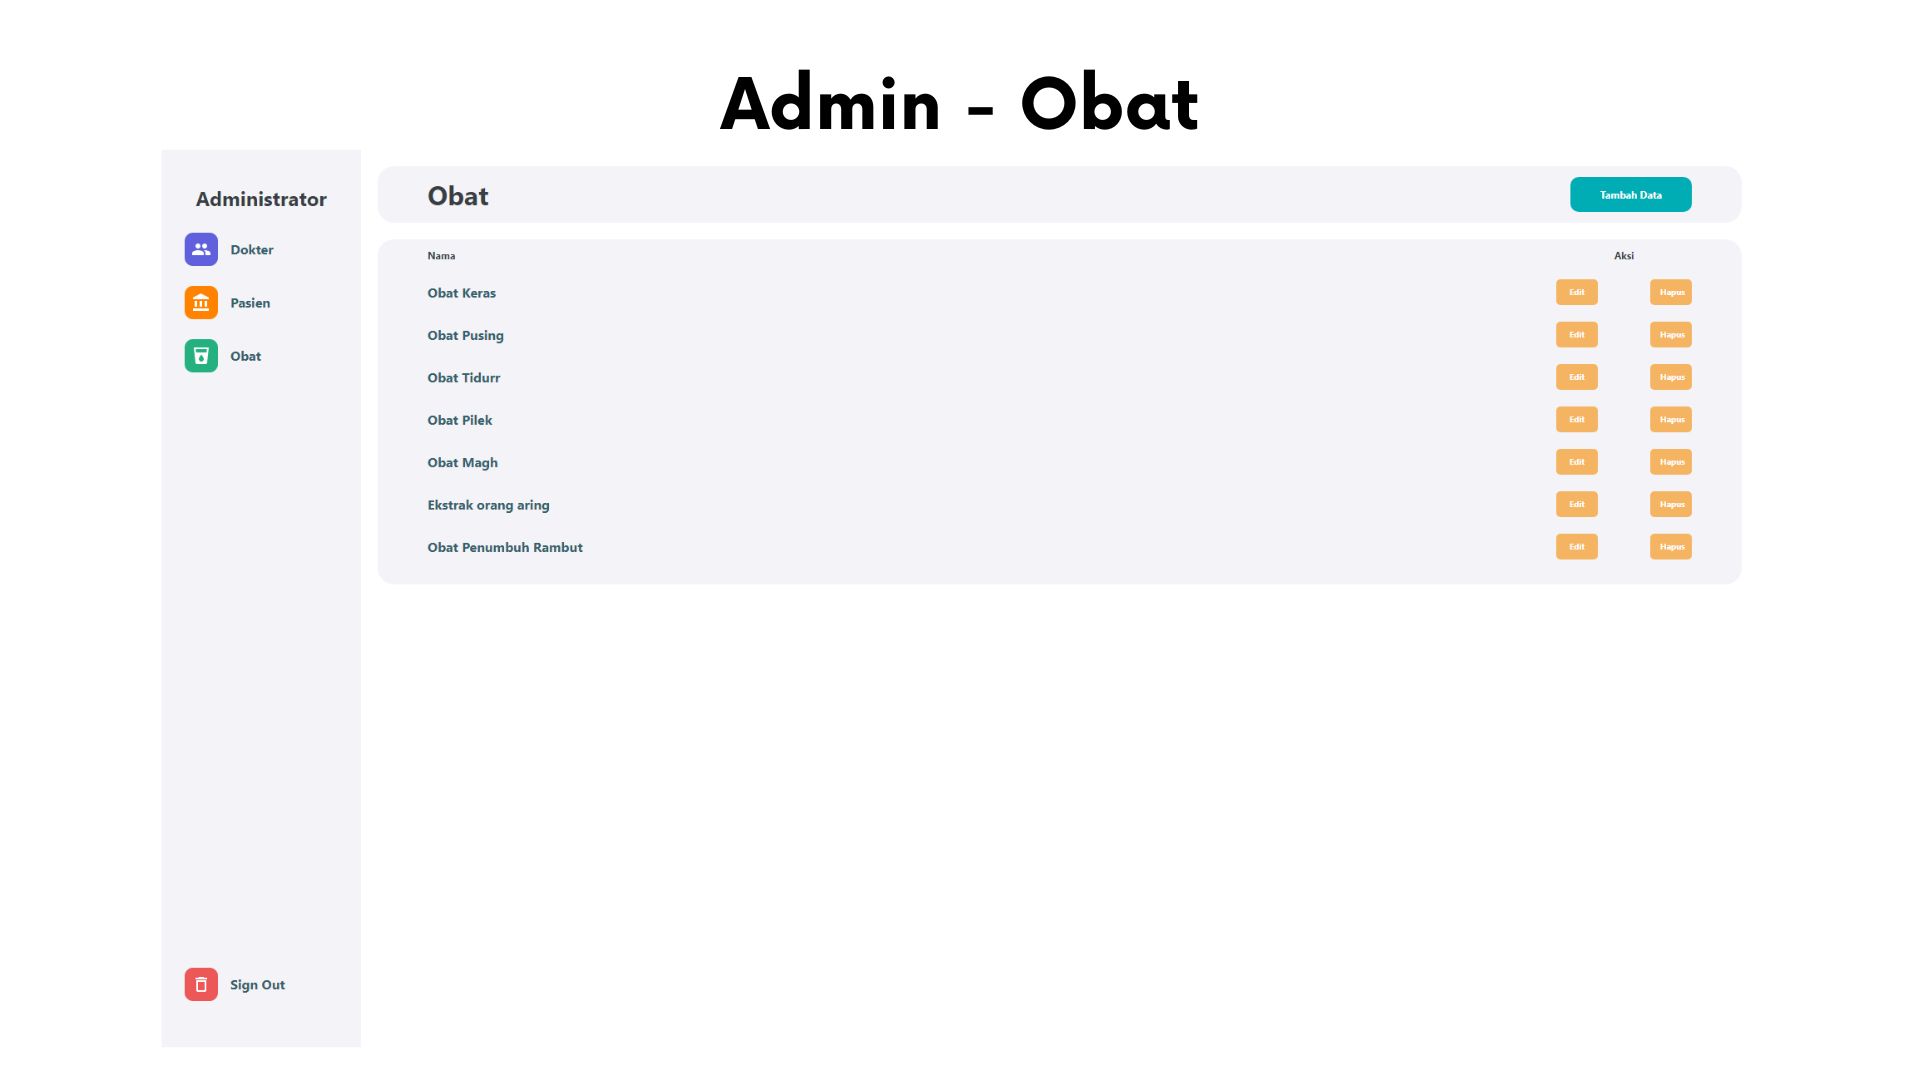 Admin - Obat
Administrator
Dokter
Pasien
Obat
Sign Out
Obat
Tambah Data
Nama Aksi
Obat Keras Edit Hapus
Obat Pusing Edit Hapus
Obat Tidurr Edit Hapus
Obat Pilek Edit Hapus
Obat Magh Edit Hapus
Ekstrak orang aring Edit Hapus
Obat Penumbuh Rambut Edit Hapus